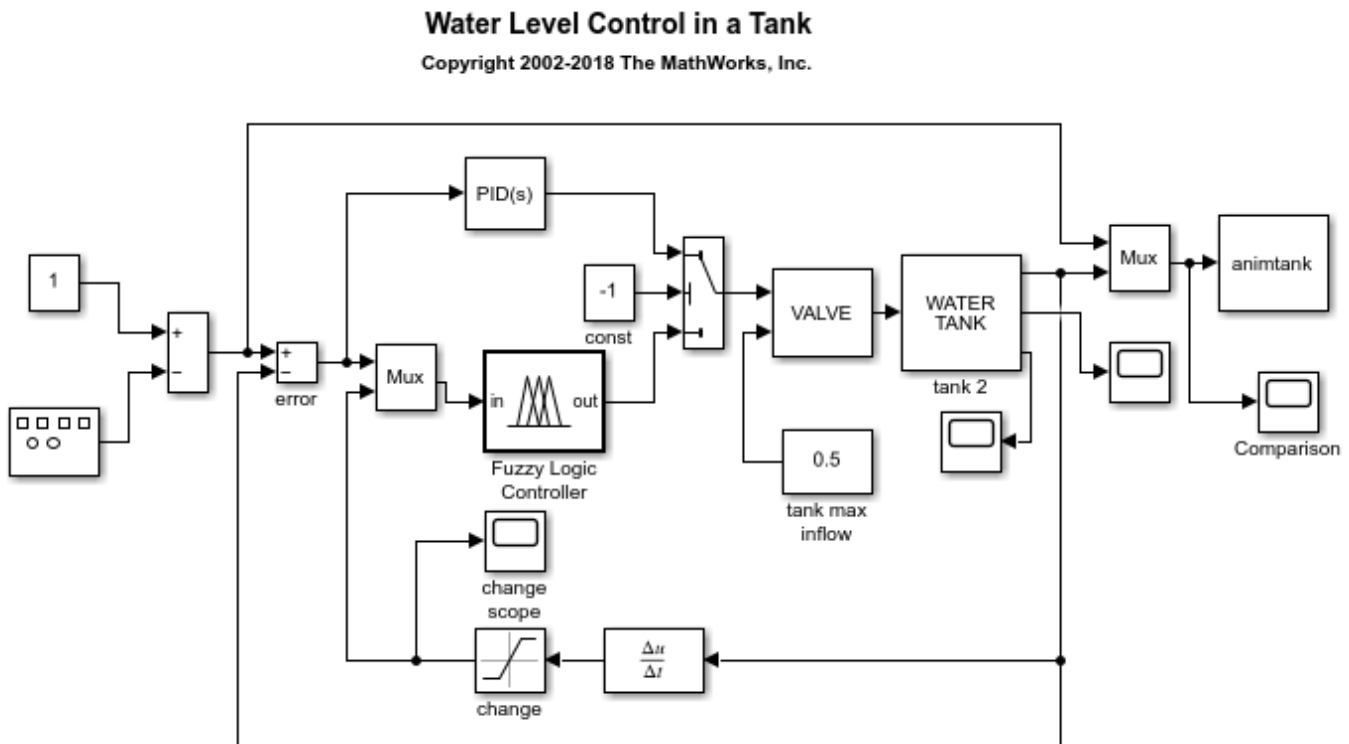 Water Level Control in a Tank
Copyright 2002-2018 The MathWorks, Inc.
PID(s)
1
+
−
+
−
error
Mux
-1
const
in
out
Fuzzy Logic
Controller
VALVE
WATER
TANK
tank 2
0.5
tank max
inflow
Mux
animtank
Comparison
change
scope
change
Δu
Δt